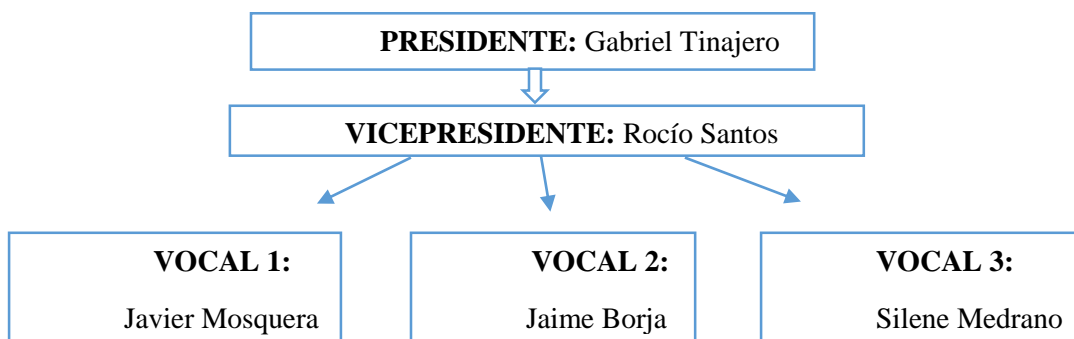 PRESIDENTE: Gabriel Tinajero
VICEPRESIDENTE: Rocío Santos
VOCAL 1:
Javier Mosquera
VOCAL 2:
Jaime Borja
VOCAL 3:
Silene Medrano